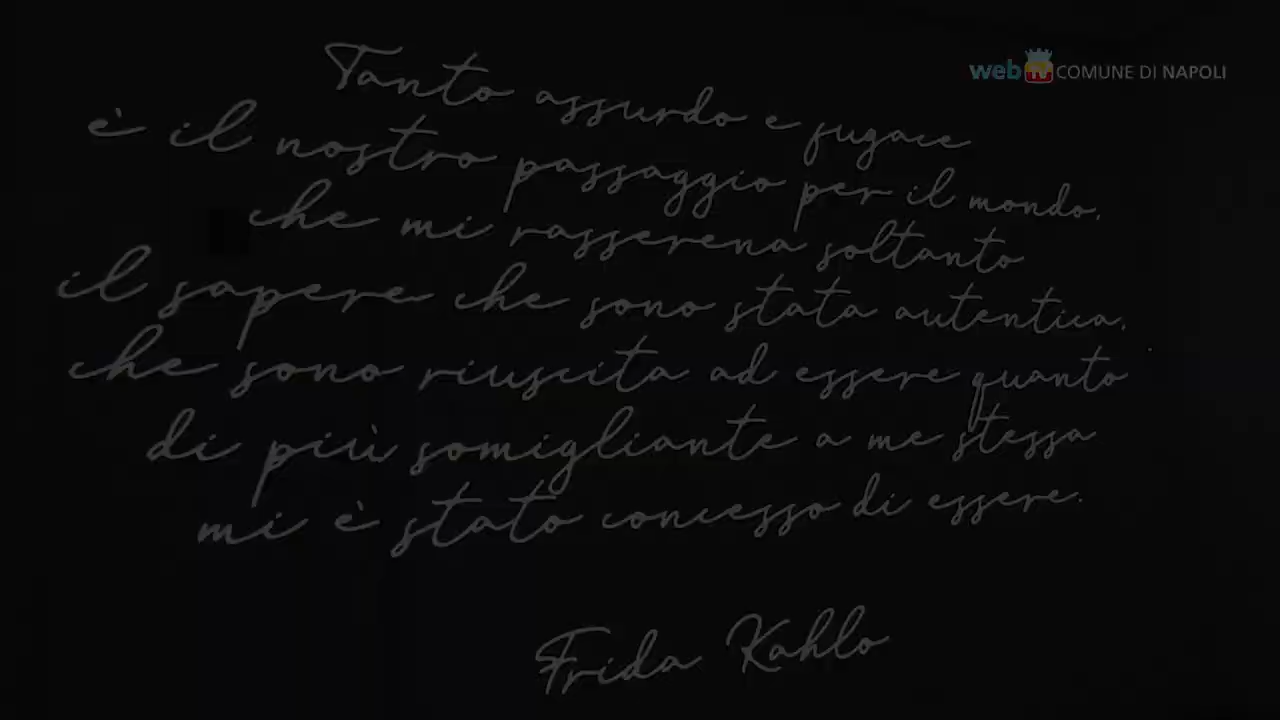 web tv COMUNE DI NAPOLI
Tanto assurdo e fugace
è il nostro passaggio per il mondo,
che mi rasserena soltanto
il sapere che sono stata autentica,
che sono riuscita ad essere quanto
di più somigliante a me stessa
mi è stato concesso di essere.
Frida Kahlo